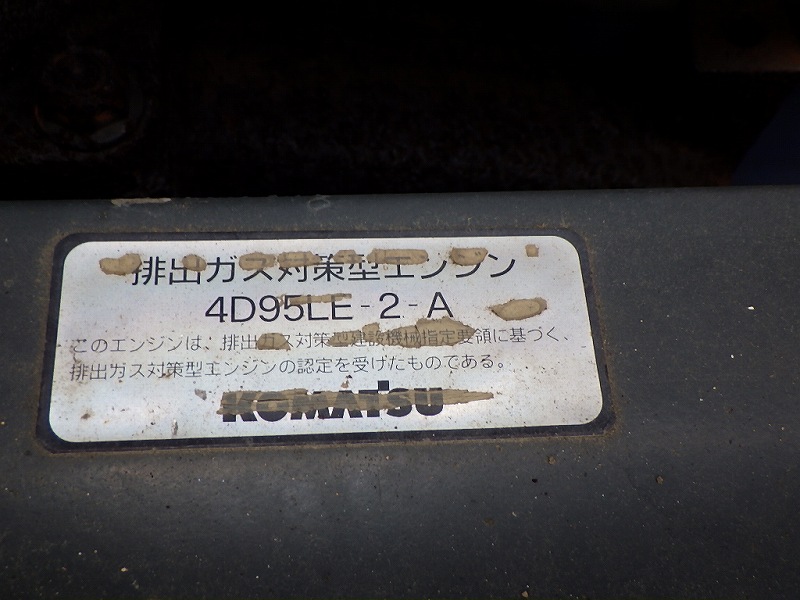 排出ガス対策型エンジン
4D95LE-2-A
このエンジンは、排出ガス対策型建設機械指定要領に基づく、
排出ガス対策型エンジンの認定を受けたものである。
KOMATSU